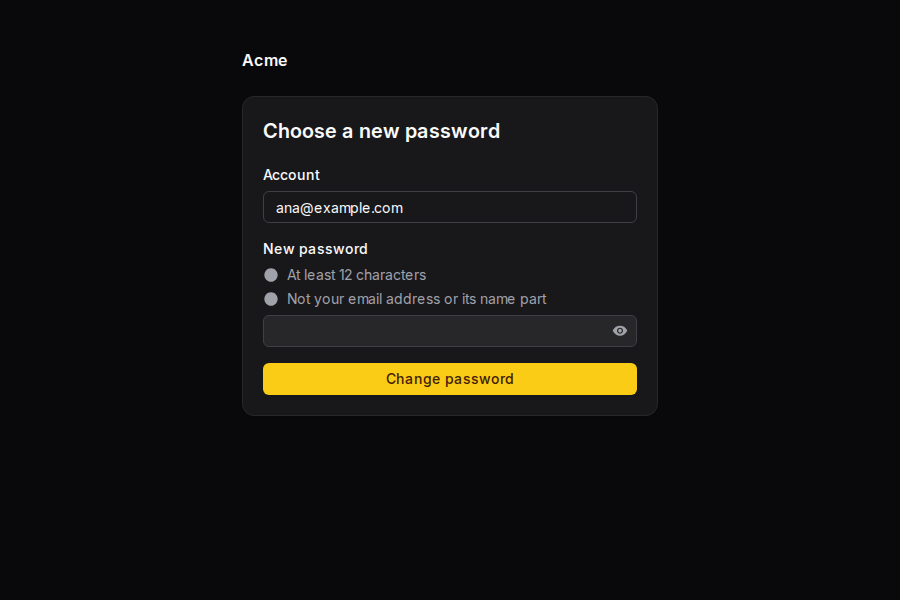 Acme
Choose a new password
Account
ana@example.com
New password
At least 12 characters
Not your email address or its name part
Change password